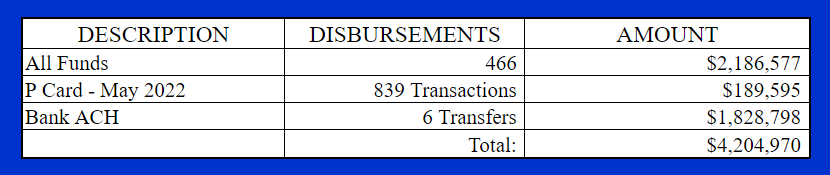 DESCRIPTION DISBURSEMENTS AMOUNT
All Funds 466 $2,186,577
P Card - May 2022 839 Transactions $189,595
Bank ACH 6 Transfers $1,828,798
Total: $4,204,970